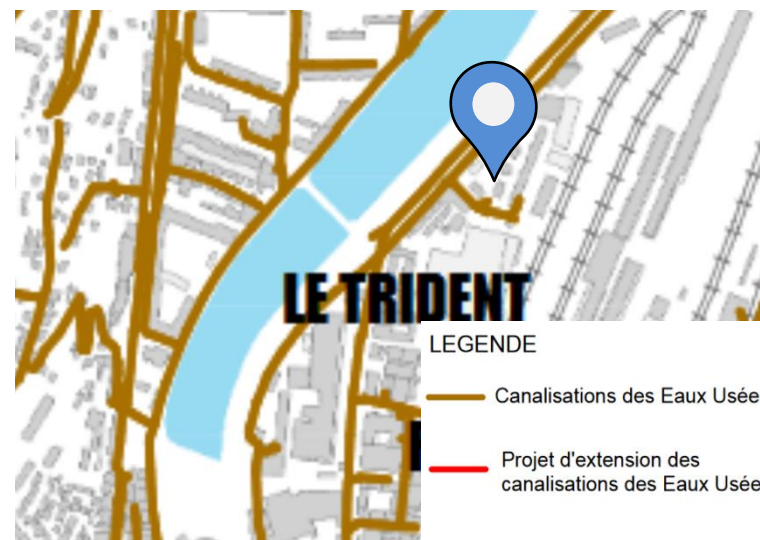 LE TRIDENT
LEGENDE
Canalisations des Eaux Usée
Projet d'extension des
canalisations des Eaux Usée